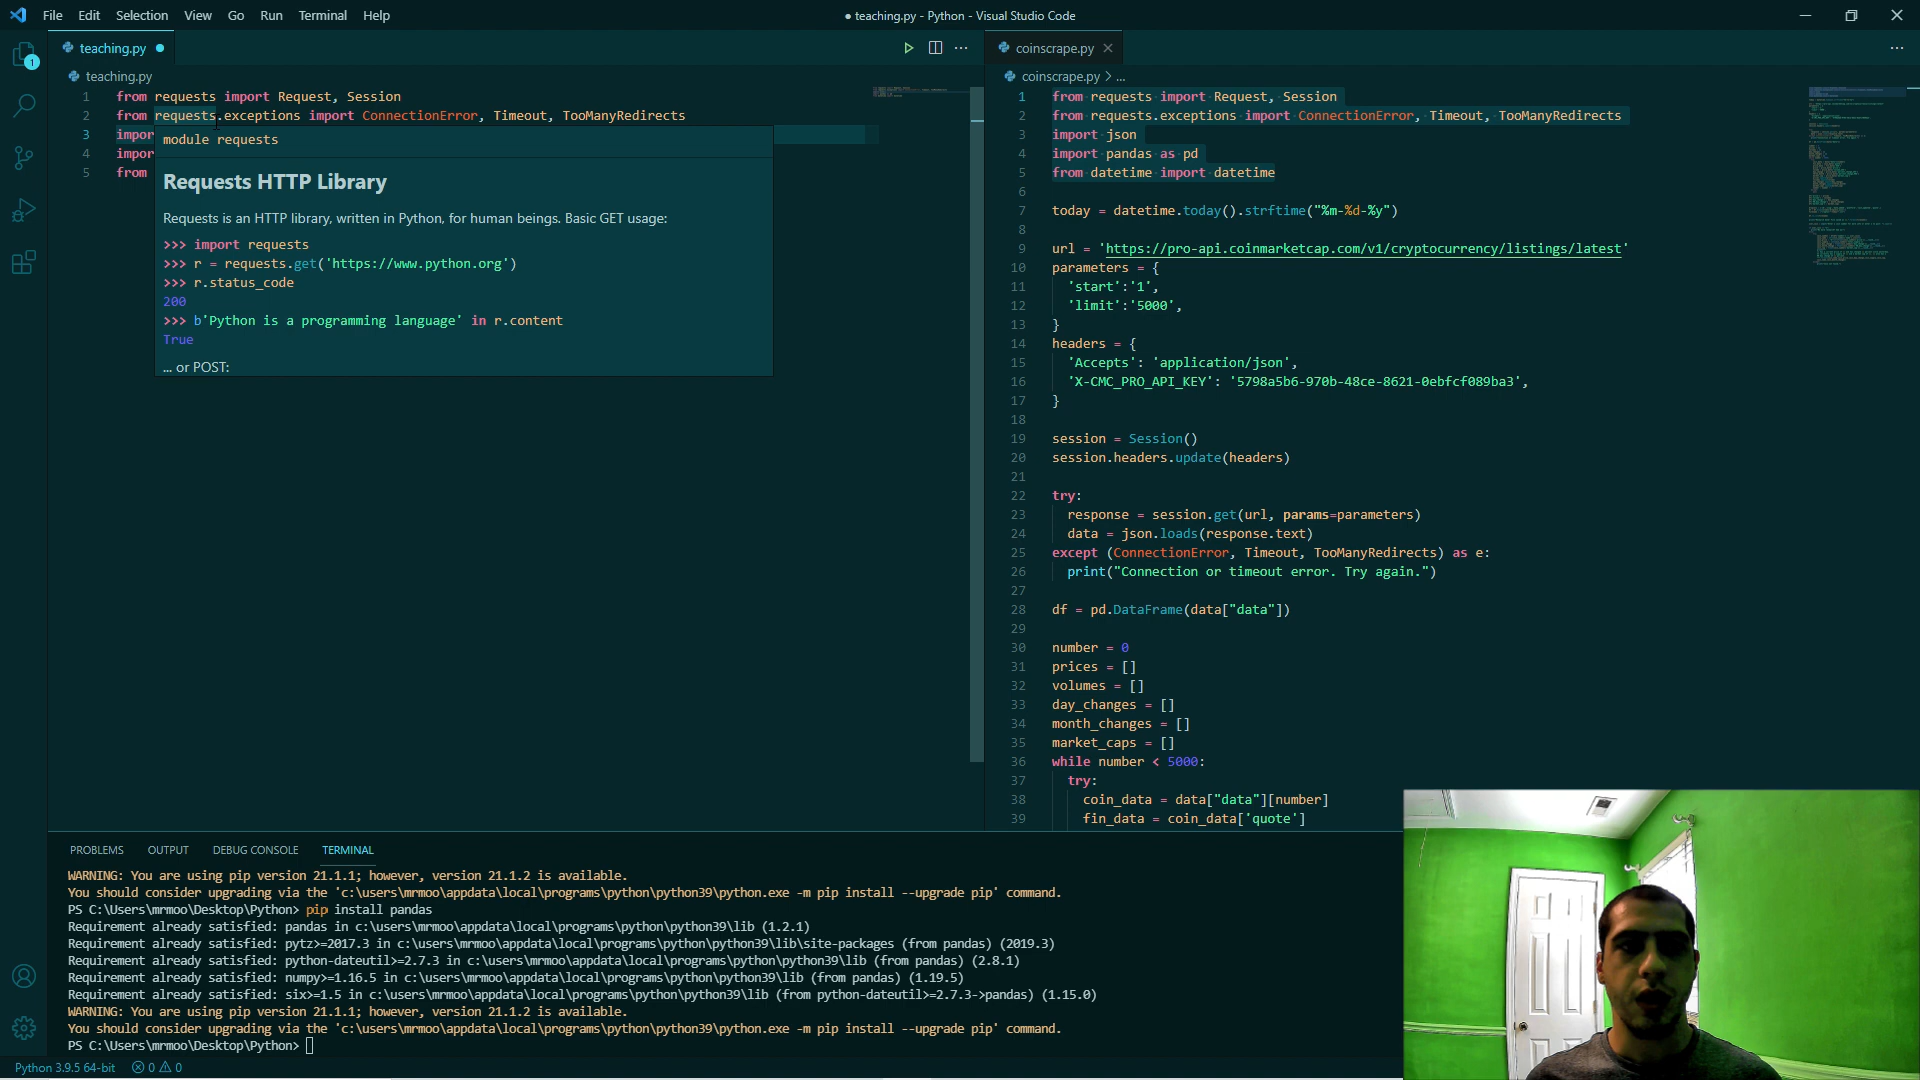 File Edit Selection View Go Run Terminal Help
● teaching.py - Python - Visual Studio Code
1
teaching.py ●
teaching.py
1 from requests import Request, Session
2 from requests.exceptions import ConnectionError, Timeout, TooManyRedirects
3 impor
4 impor
5 from
module requests
Requests HTTP Library
Requests is an HTTP library, written in Python, for human beings. Basic GET usage:
>>> import requests
>>> r = requests.get('https://www.python.org')
>>> r.status_code
200
>>> b'Python is a programming language' in r.content
True
... or POST:
coinscrape.py
coinscrape.py > ...
1 from requests import Request, Session
2 from requests.exceptions import ConnectionError, Timeout, TooManyRedirects
3 import json
4 import pandas as pd
5 from datetime import datetime
6
7 today = datetime.today().strftime("%m-%d-%y")
8
9 url = 'https://pro-api.coinmarketcap.com/v1/cryptocurrency/listings/latest'
10 parameters = {
11 'start':'1',
12 'limit':'5000',
13 }
14 headers = {
15 'Accepts': 'application/json',
16 'X-CMC_PRO_API_KEY': '5798a5b6-970b-48ce-8621-0ebfcf089ba3',
17 }
18
19 session = Session()
20 session.headers.update(headers)
21
22 try:
23 response = session.get(url, params=parameters)
24 data = json.loads(response.text)
25 except (ConnectionError, Timeout, TooManyRedirects) as e:
26 print("Connection or timeout error. Try again.")
27
28 df = pd.DataFrame(data["data"])
29
30 number = 0
31 prices = []
32 volumes = []
33 day_changes = []
34 month_changes = []
35 market_caps = []
36 while number < 5000:
37 try:
38 coin_data = data["data"][number]
39 fin_data = coin_data['quote']
PROBLEMS OUTPUT DEBUG CONSOLE TERMINAL
WARNING: You are using pip version 21.1.1; however, version 21.1.2 is available.
You should consider upgrading via the 'c:\users\mrmoo\appdata\local\programs\python\python39\python.exe -m pip install --upgrade pip' command.
PS C:\Users\mrmoo\Desktop\Python> pip install pandas
Requirement already satisfied: pandas in c:\users\mrmoo\appdata\local\programs\python\python39\lib (1.2.1)
Requirement already satisfied: pytz>=2017.3 in c:\users\mrmoo\appdata\local\programs\python\python39\lib\site-packages (from pandas) (2019.3)
Requirement already satisfied: python-dateutil>=2.7.3 in c:\users\mrmoo\appdata\local\programs\python\python39\lib (from pandas) (2.8.1)
Requirement already satisfied: numpy>=1.16.5 in c:\users\mrmoo\appdata\local\programs\python\python39\lib (from pandas) (1.19.5)
Requirement already satisfied: six>=1.5 in c:\users\mrmoo\appdata\local\programs\python\python39\lib (from python-dateutil>=2.7.3->pandas) (1.15.0)
WARNING: You are using pip version 21.1.1; however, version 21.1.2 is available.
You should consider upgrading via the 'c:\users\mrmoo\appdata\local\programs\python\python39\python.exe -m pip install --upgrade pip' command.
PS C:\Users\mrmoo\Desktop\Python>
Python 3.9.5 64-bit 0 0